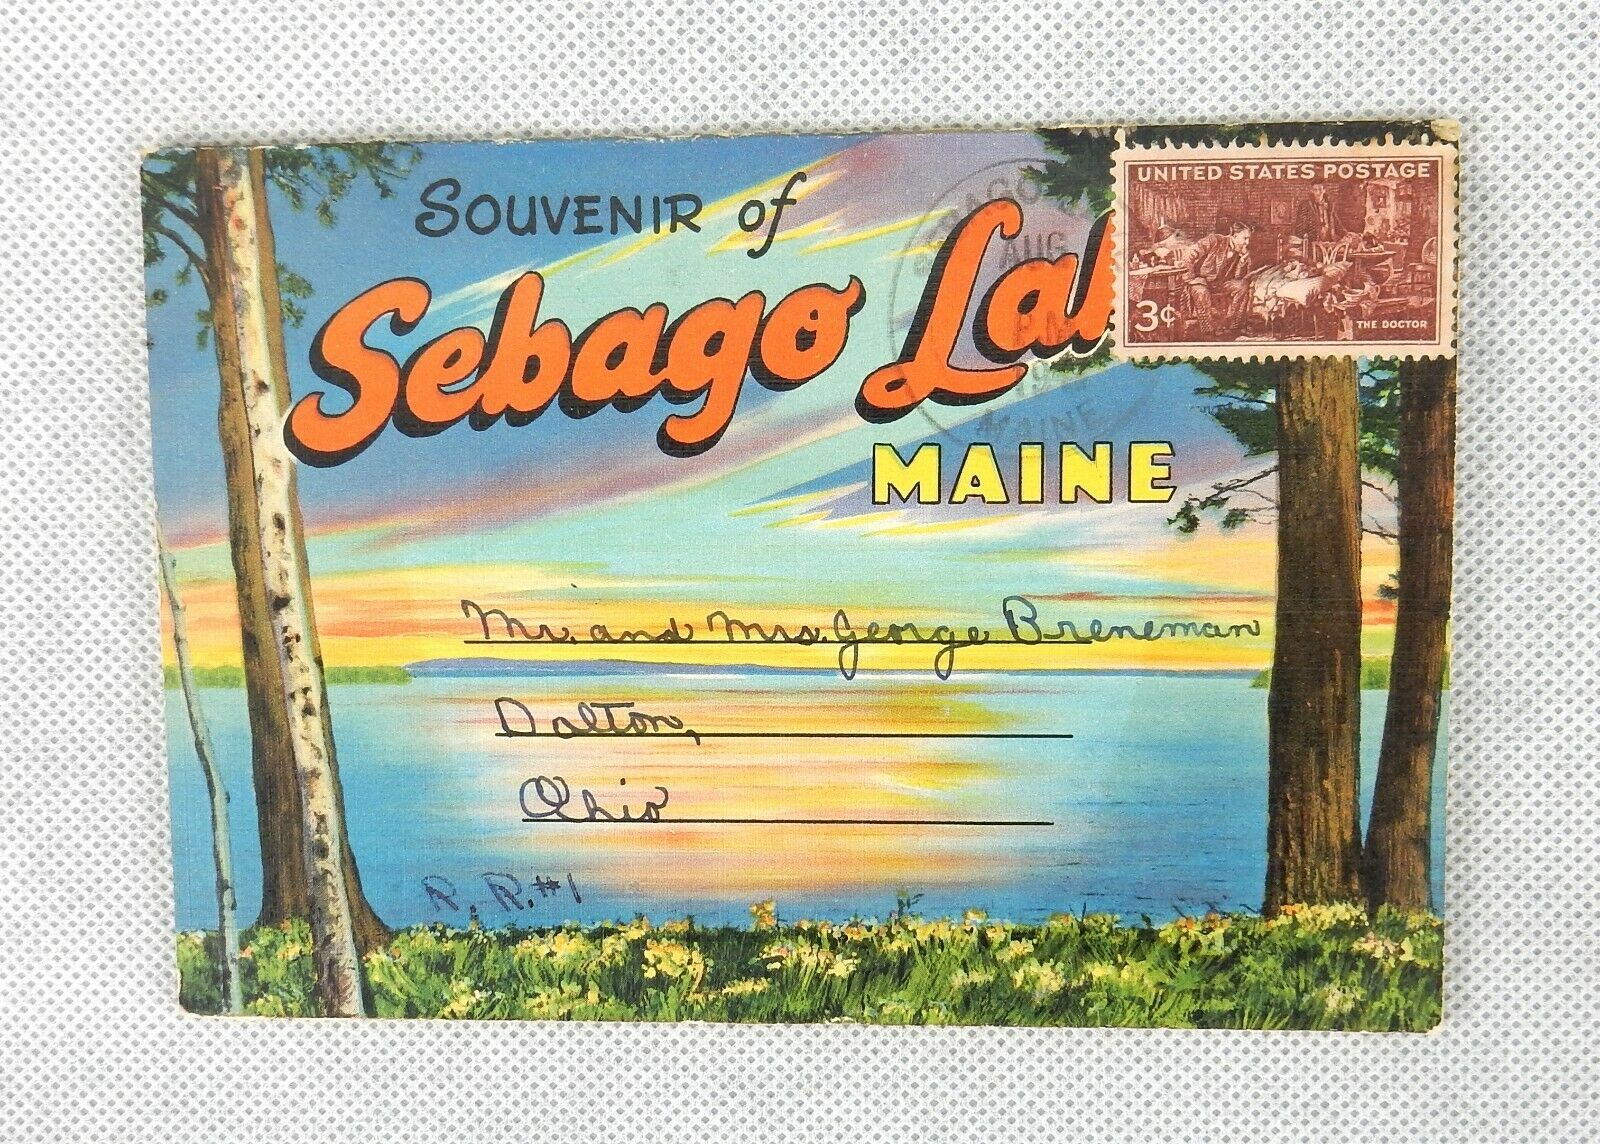 SOUVENIR of
Sebago Lak
MAINE
UNITED STATES POSTAGE
3¢
THE DOCTOR
AUG
P.M.
MAINE
Mr. and Mrs. George Breneman
Dalton,
Ohio
R. R. #1